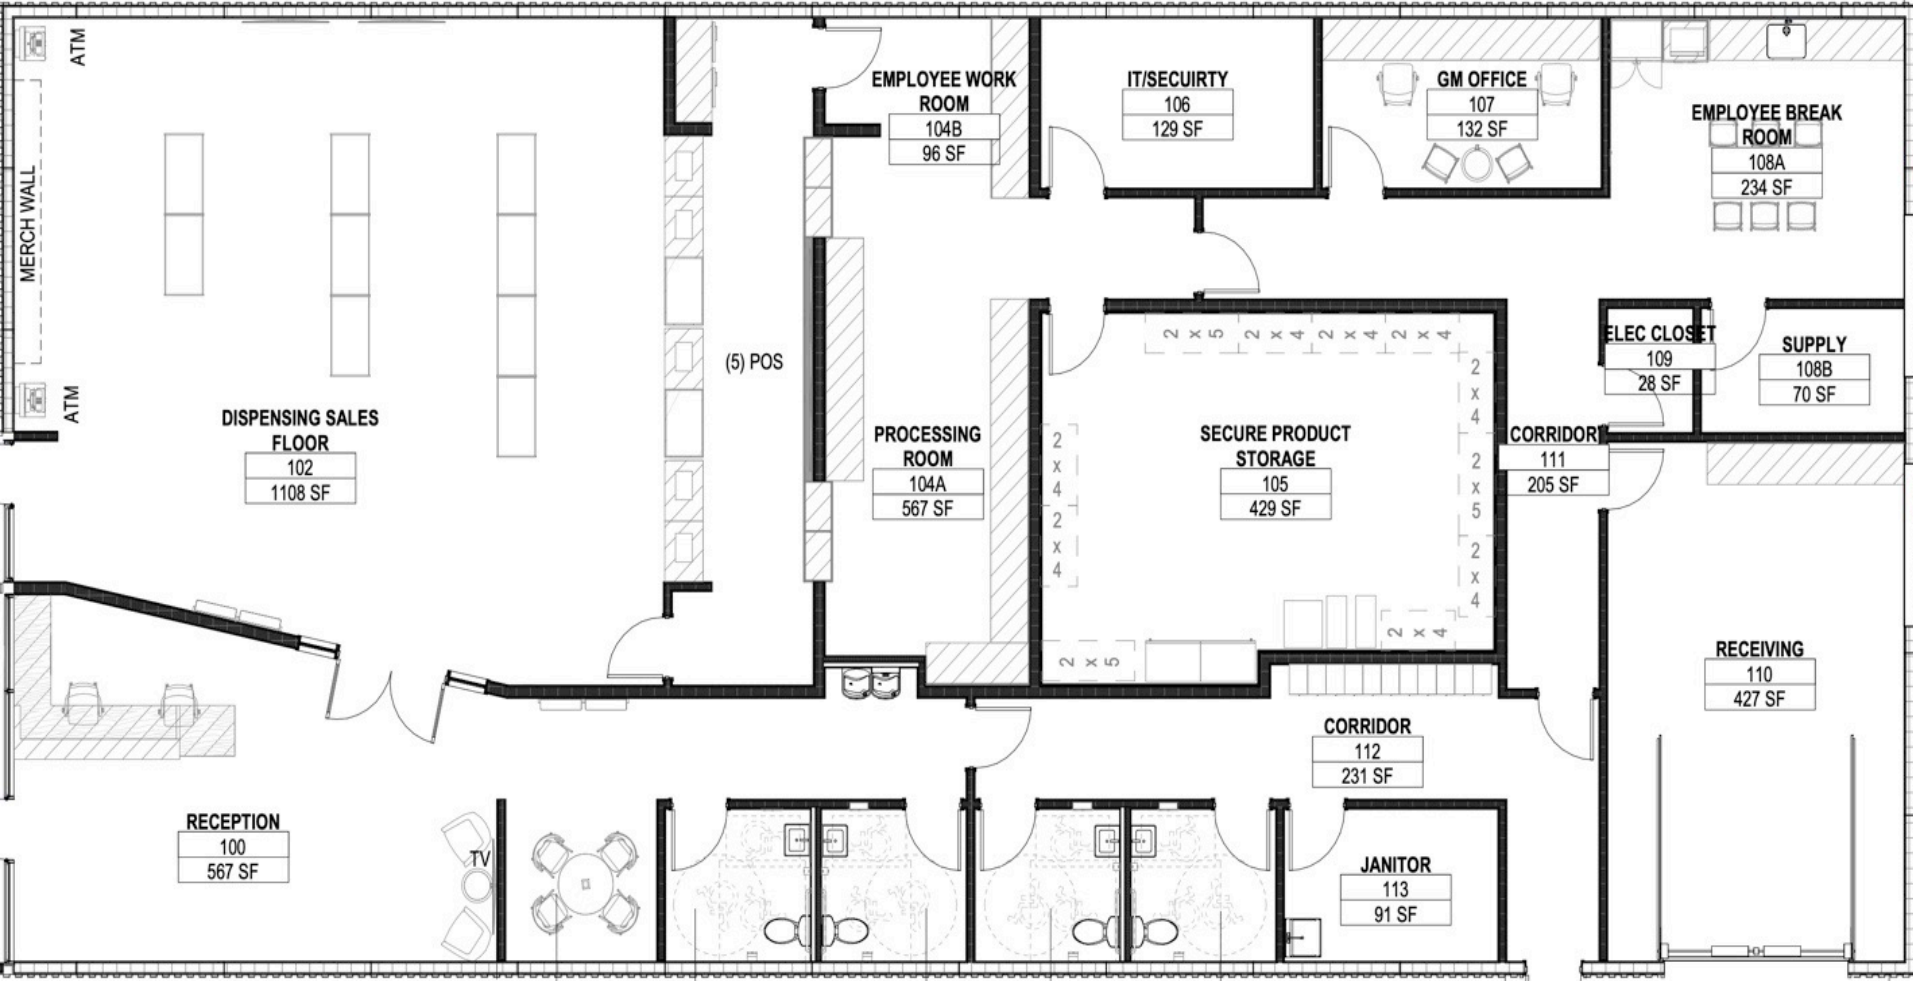 ATM
MERCH WALL
ATM
DISPENSING SALES
FLOOR
102
1108 SF
(5) POS
EMPLOYEE WORK
ROOM
104B
96 SF
IT/SECUIRTY
106
129 SF
GM OFFICE
107
132 SF
EMPLOYEE BREAK
ROOM
108A
234 SF
PROCESSING
ROOM
104A
567 SF
2 x 5
2 x 4
2 x 4
2 x 4
2 x 4
2 x 5
2 x 4
2 x 4
2 x 4
2 x 5
2 x 4
SECURE PRODUCT
STORAGE
105
429 SF
ELEC CLOSET
109
28 SF
SUPPLY
108B
70 SF
CORRIDOR
111
205 SF
RECEIVING
110
427 SF
CORRIDOR
112
231 SF
RECEPTION
100
567 SF
TV
JANITOR
113
91 SF